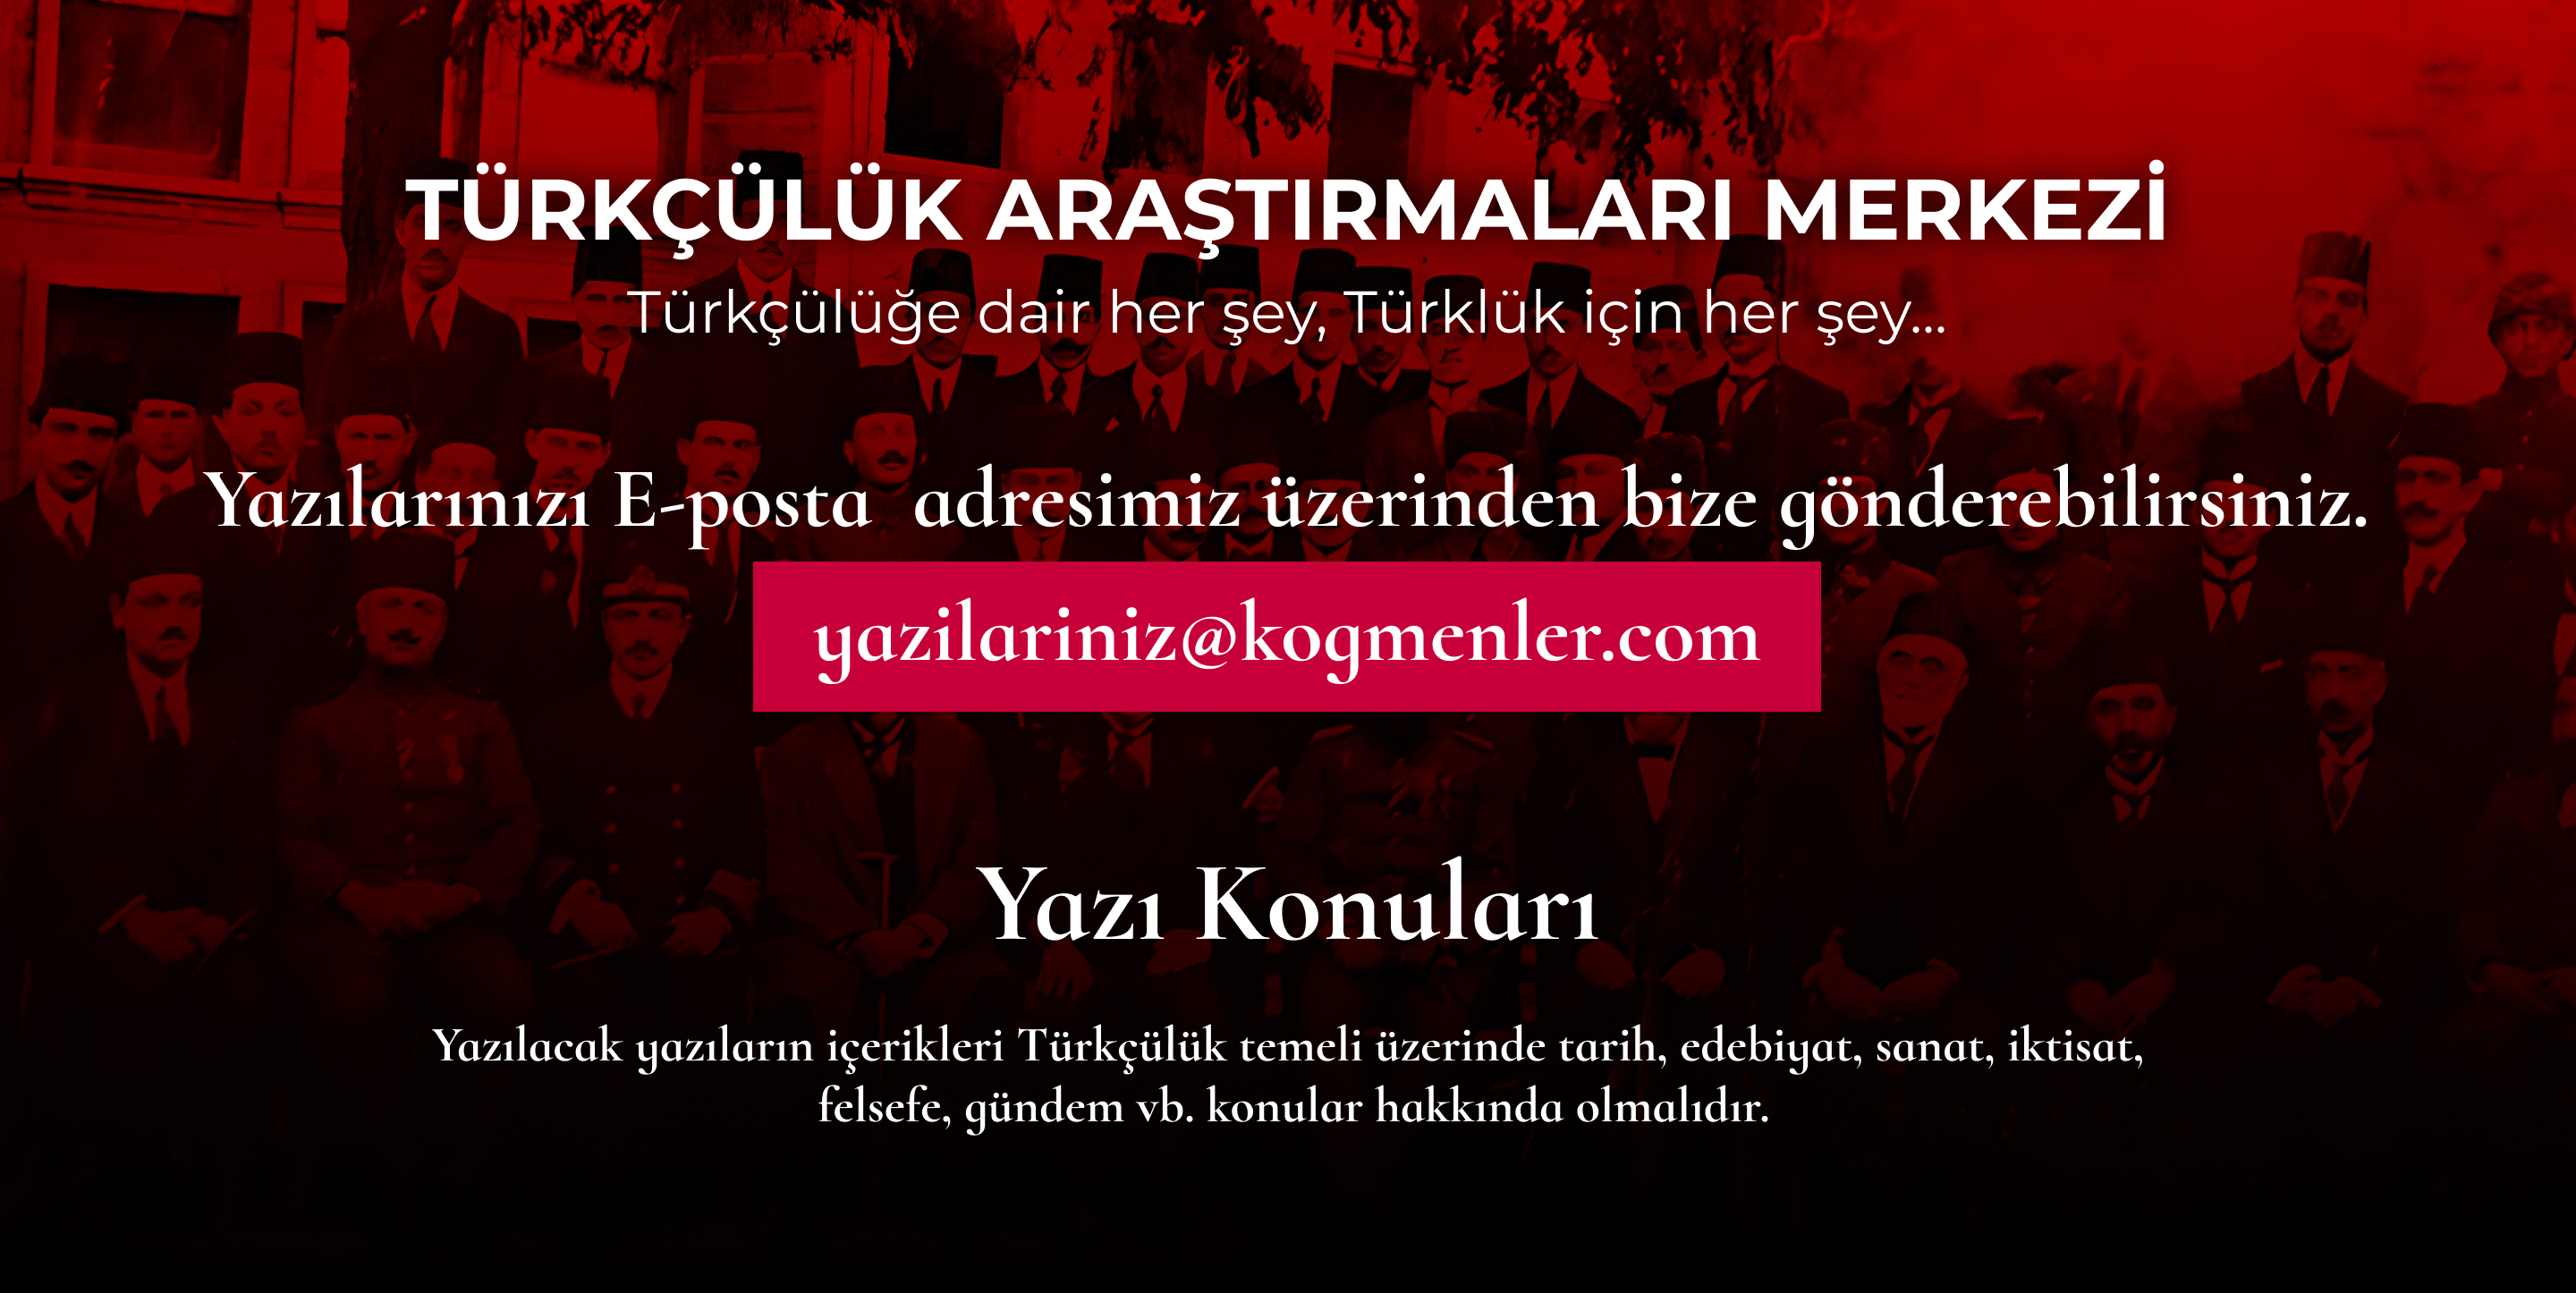 TÜRKÇÜLÜK ARAŞTIRMALARI MERKEZİ
Türkçülüğe dair her şey, Türklük için her şey...
Yazılarınızı E-posta adresimiz üzerinden bize gönderebilirsiniz.
yazilariniz@kogmenler.com
Yazı Konuları
Yazılacak yazıların içerikleri Türkçülük temeli üzerinde tarih, edebiyat, sanat, iktisat,
felsefe, gündem vb. konular hakkında olmalıdır.